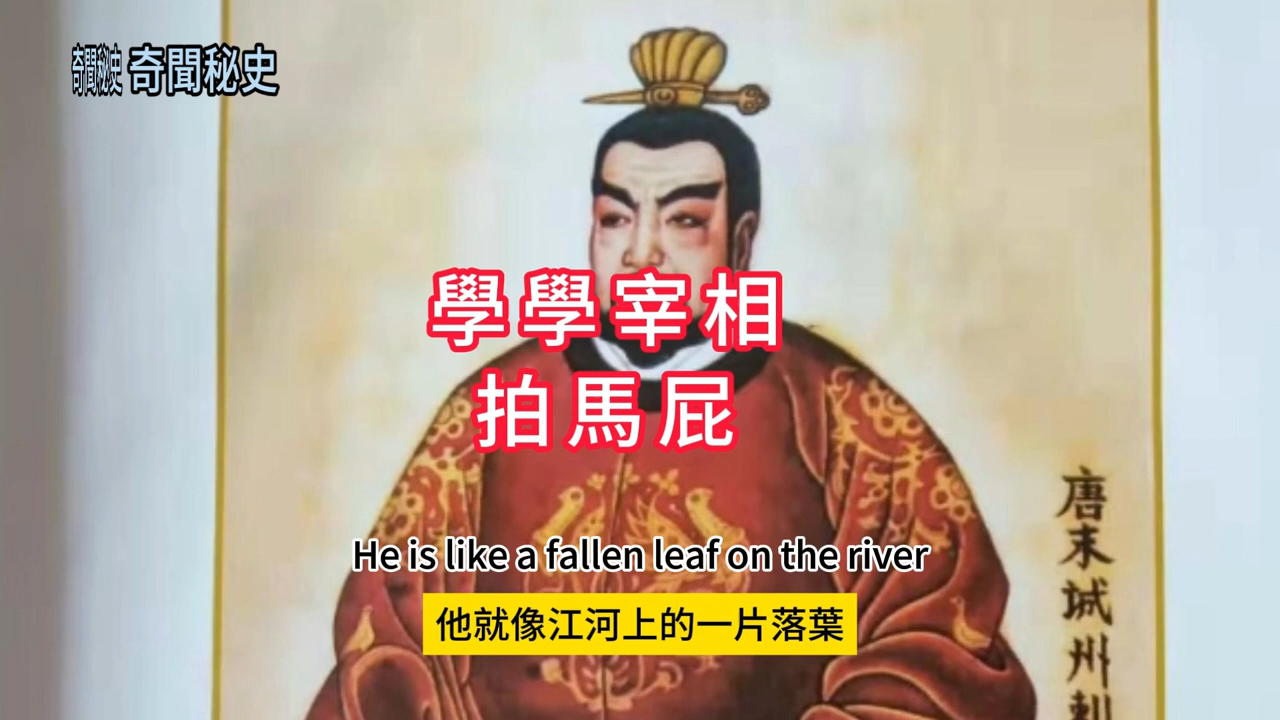 奇聞秘史 奇聞秘史
學學宰相
拍馬屁
He is like a fallen leaf on the river
他就像江河上的一片落葉
唐末城州刺